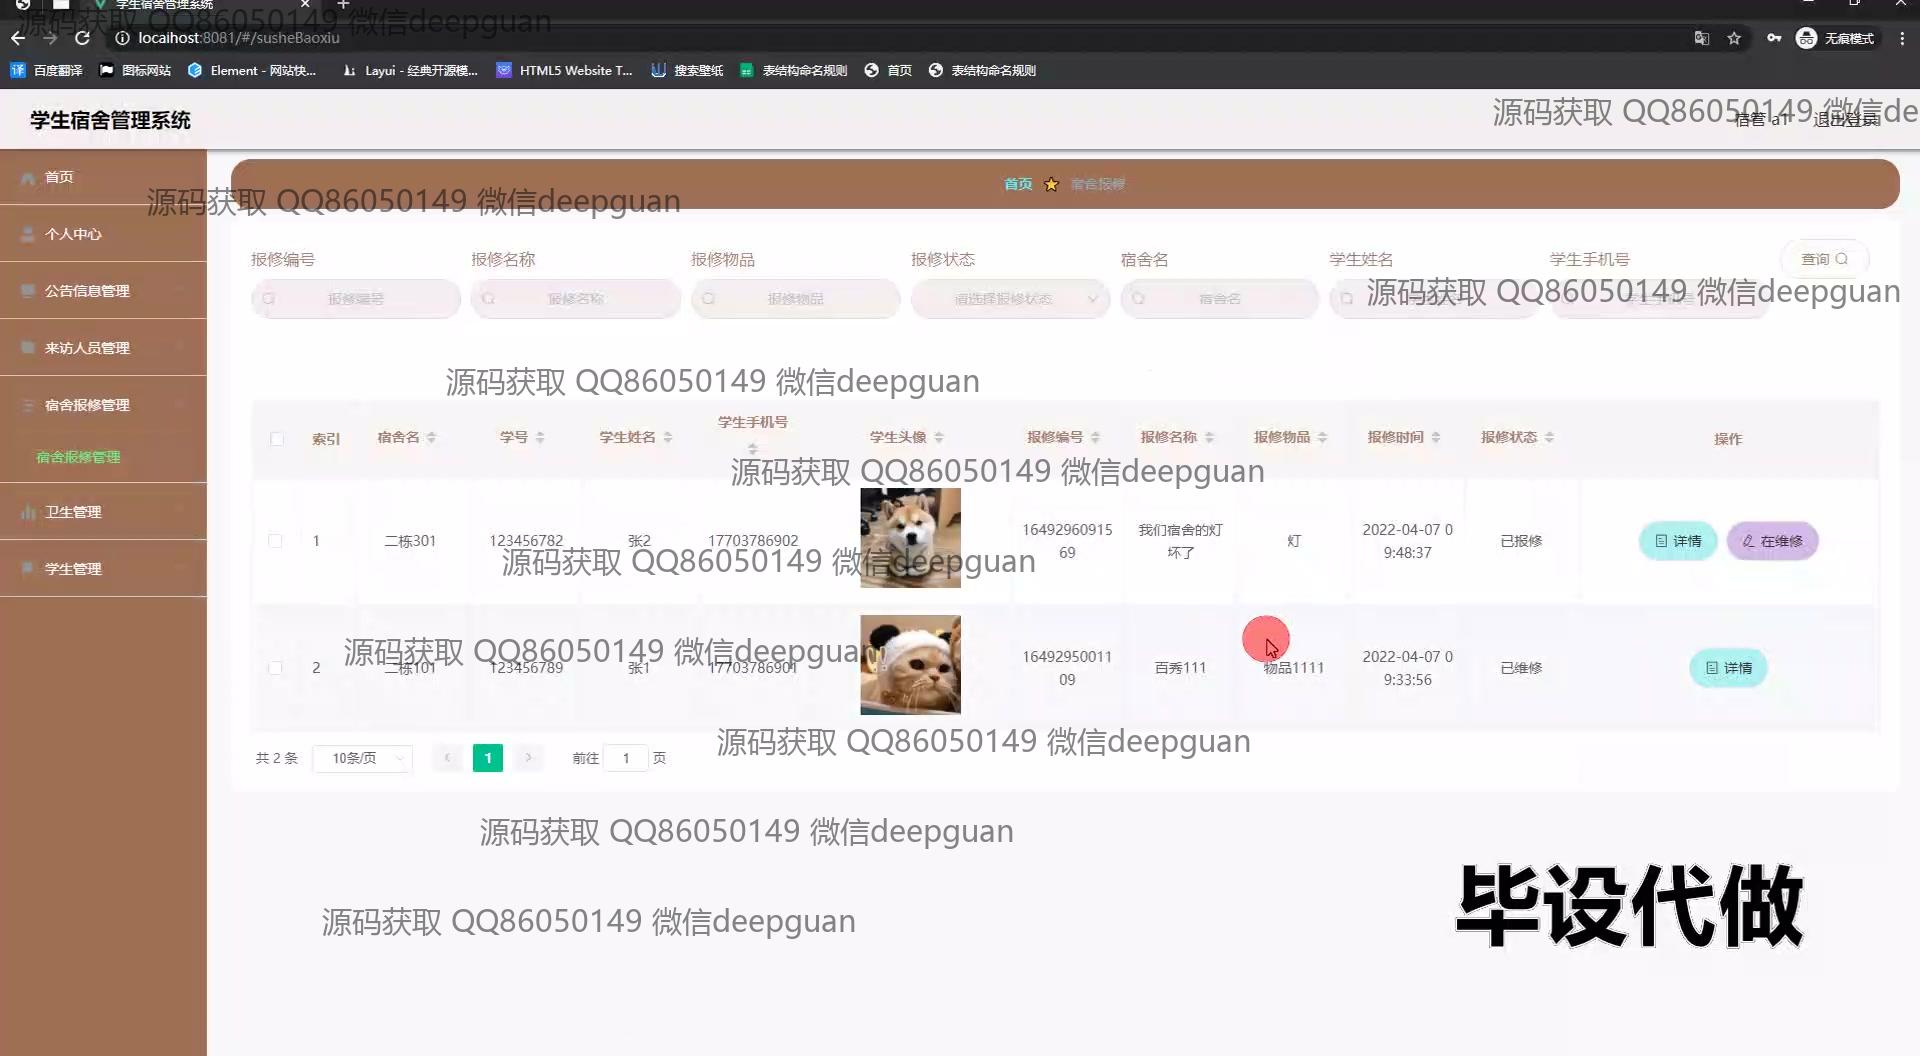 学生宿舍管理系统
源码获取 QQ86050149 微信deepguan
localhost:8081/#/susheBaoxiu
无痕模式
百度翻译
图标网站
Element - 网站快...
Layui - 经典开源模...
HTML5 Website T...
搜索壁纸
表结构命名规则
首页
表结构命名规则
学生宿舍管理系统
源码获取 QQ86050149 微信de
宿管 a1
退出登录
首页
个人中心
公告信息管理
来访人员管理
宿舍报修管理
宿舍报修管理
卫生管理
学生管理
首页 宿舍报修
源码获取 QQ86050149 微信deepguan
报修编号 报修名称 报修物品 报修状态 宿舍名 学生姓名 学生手机号 查询
报修编号 报修名称 报修物品 请选择报修状态 宿舍名
源码获取 QQ86050149 微信deepguan
源码获取 QQ86050149 微信deepguan
索引 宿舍名 学号 学生姓名 学生手机号 学生头像 报修编号 报修名称 报修物品 报修时间 报修状态 操作
源码获取 QQ86050149 微信deepguan
1 二栋301 123456782 张2 17703786902 16492960915 69 我们宿舍的灯 坏了 灯 2022-04-07 0 9:48:37 已报修 详情 在维修
源码获取 QQ86050149 微信deepguan
2 二栋101 123456789 张1 17703786901 16492950011 09 百秀111 物品1111 2022-04-07 0 9:33:56 已维修 详情
源码获取 QQ86050149 微信deepguan
共 2 条 10条/页 1 前往 1 页
源码获取 QQ86050149 微信deepguan
源码获取 QQ86050149 微信deepguan
毕设代做
源码获取 QQ86050149 微信deepguan